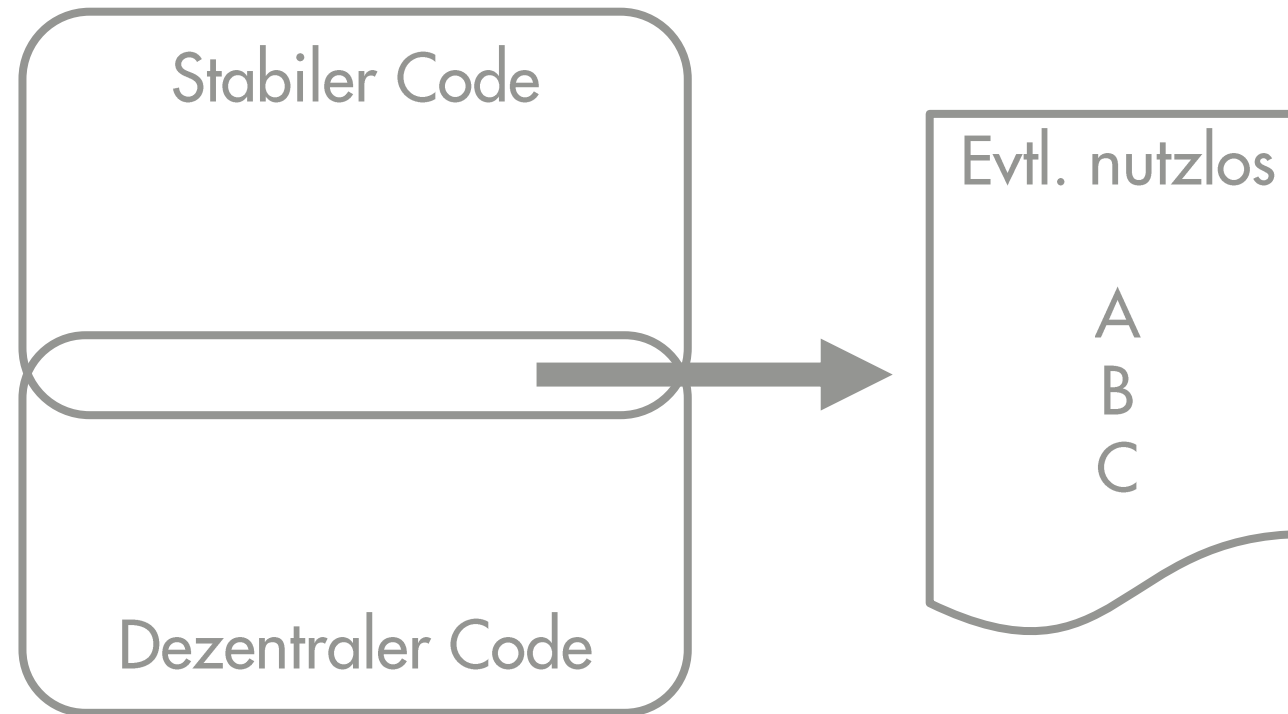 Stabiler Code
Evtl. nutzlos
A
B
C
Dezentraler Code